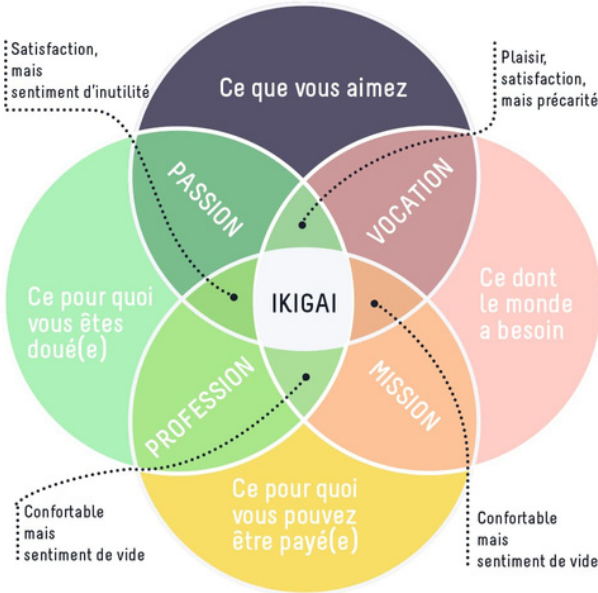 Satisfaction,
mais
sentiment d'inutilité
Plaisir,
satisfaction,
mais précarité
Ce que vous aimez
PASSION
VOCATION
Ce pour quoi
vous êtes
doué(e)
IKIGAI
Ce dont
le monde
a besoin
PROFESSION
MISSION
Ce pour quoi
vous pouvez
être payé(e)
Confortable
mais
sentiment de vide
Confortable
mais
sentiment de vide